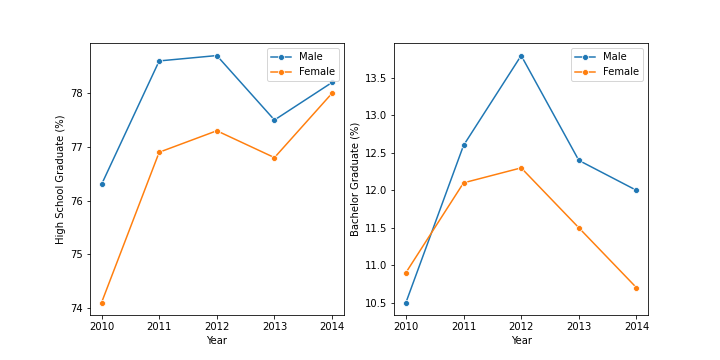 High School Graduate (%)
78
77
76
75
74
2010 2011 2012 2013 2014
Year
Male
Female
Bachelor Graduate (%)
13.5
13.0
12.5
12.0
11.5
11.0
10.5
2010 2011 2012 2013 2014
Year
Male
Female